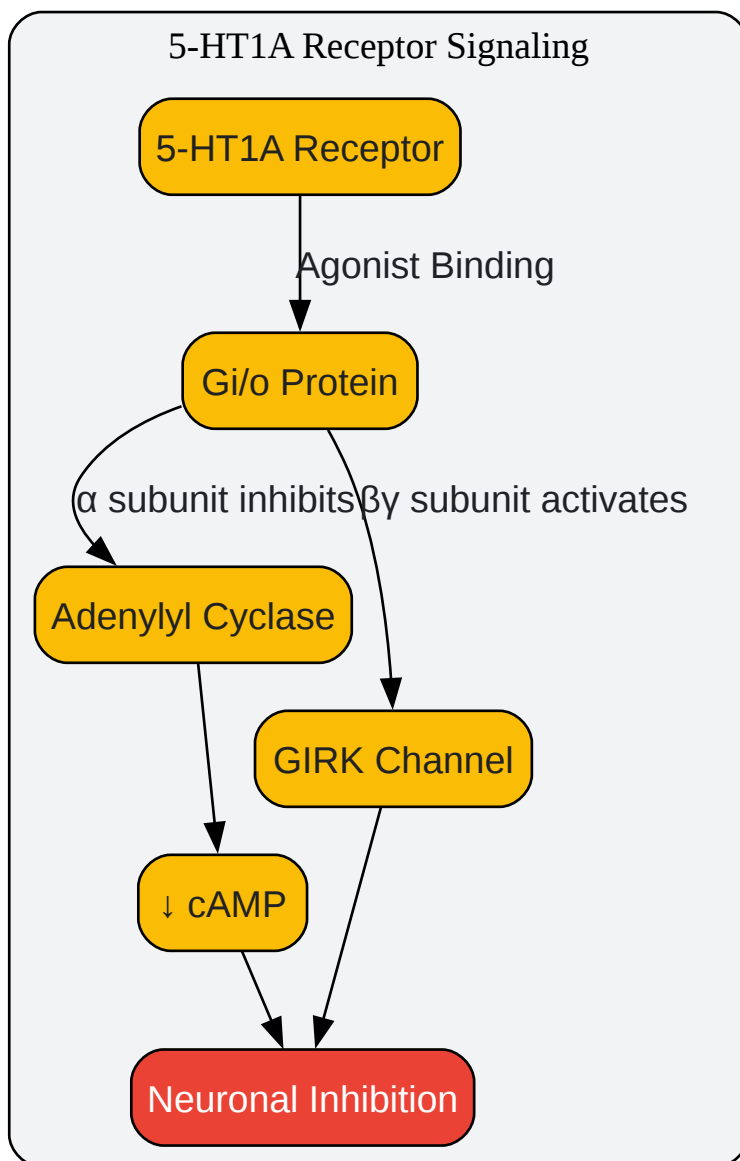 5-HT1A Receptor Signaling
5-HT1A Receptor
Agonist Binding
Gi/o Protein
α subunit inhibits
βγ subunit activates
Adenylyl Cyclase
GIRK Channel
↓ cAMP
Neuronal Inhibition